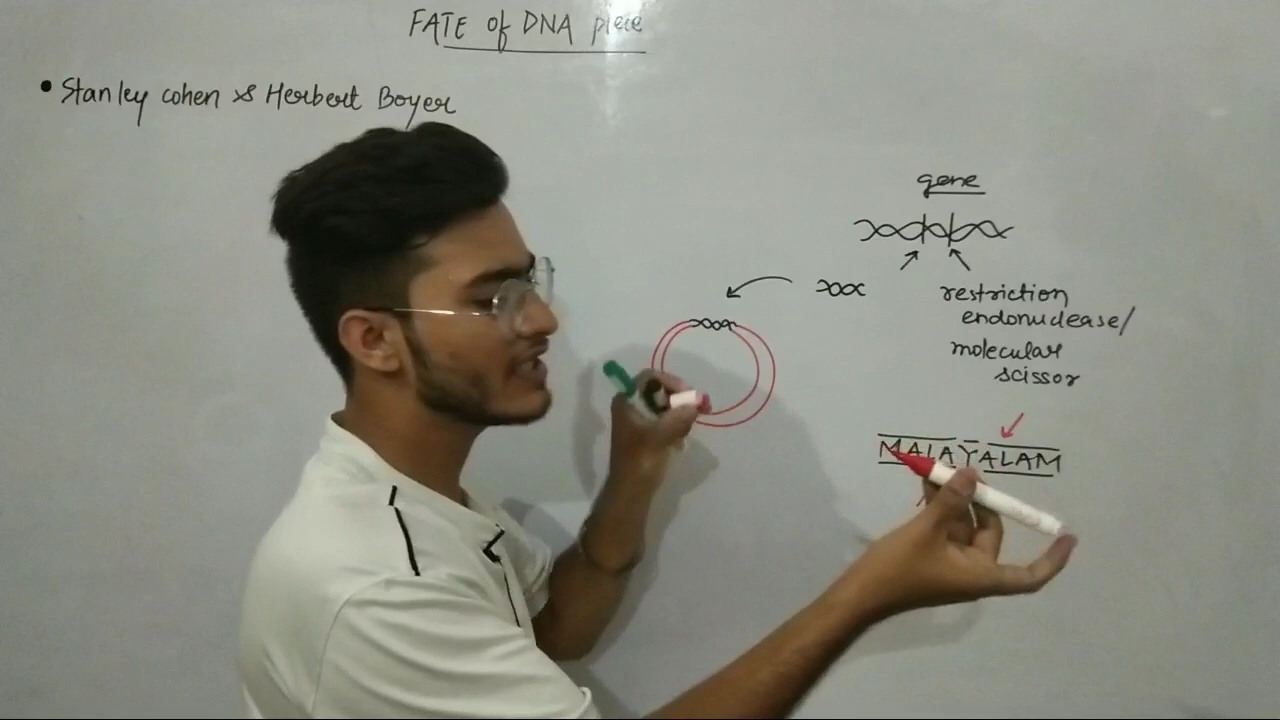 FATE of DNA piece
• Stanley cohen & Herbert Boyer
gene
restriction
endonuclease/
molecular
scissor
MALAYALAM